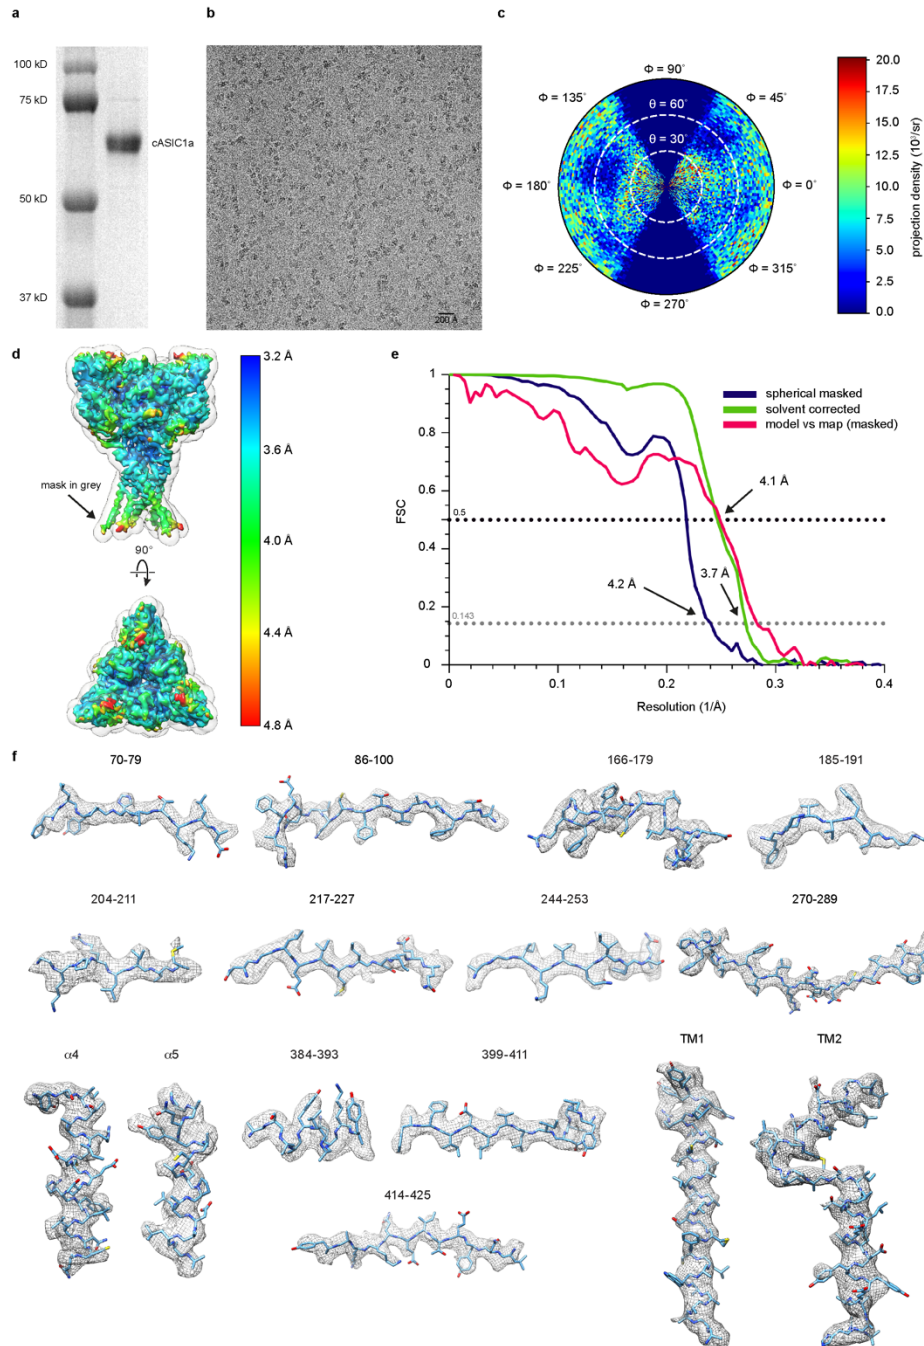 a
100 kD
75 kD
cASIC1a
50 kD
37 kD
b
200 Å
c
Φ = 90°
Φ = 135°
Φ = 45°
θ = 60°
θ = 30°
Φ = 180°
Φ = 0°
Φ = 225°
Φ = 315°
Φ = 270°
20.0
17.5
15.0
12.5
10.0
7.5
5.0
2.5
0.0
projection density (10³/sr)
d
mask in grey
90°
3.2 Å
3.6 Å
4.0 Å
4.4 Å
4.8 Å
e
1
0.8
0.6
0.4
0.2
0
FSC
spherical masked
solvent corrected
model vs map (masked)
4.1 Å
0.5
4.2 Å
3.7 Å
0.143
0
0.1
0.2
0.3
0.4
Resolution (1/Å)
f
70-79
86-100
166-179
185-191
204-211
217-227
244-253
270-289
α4
α5
384-393
399-411
TM1
TM2
414-425